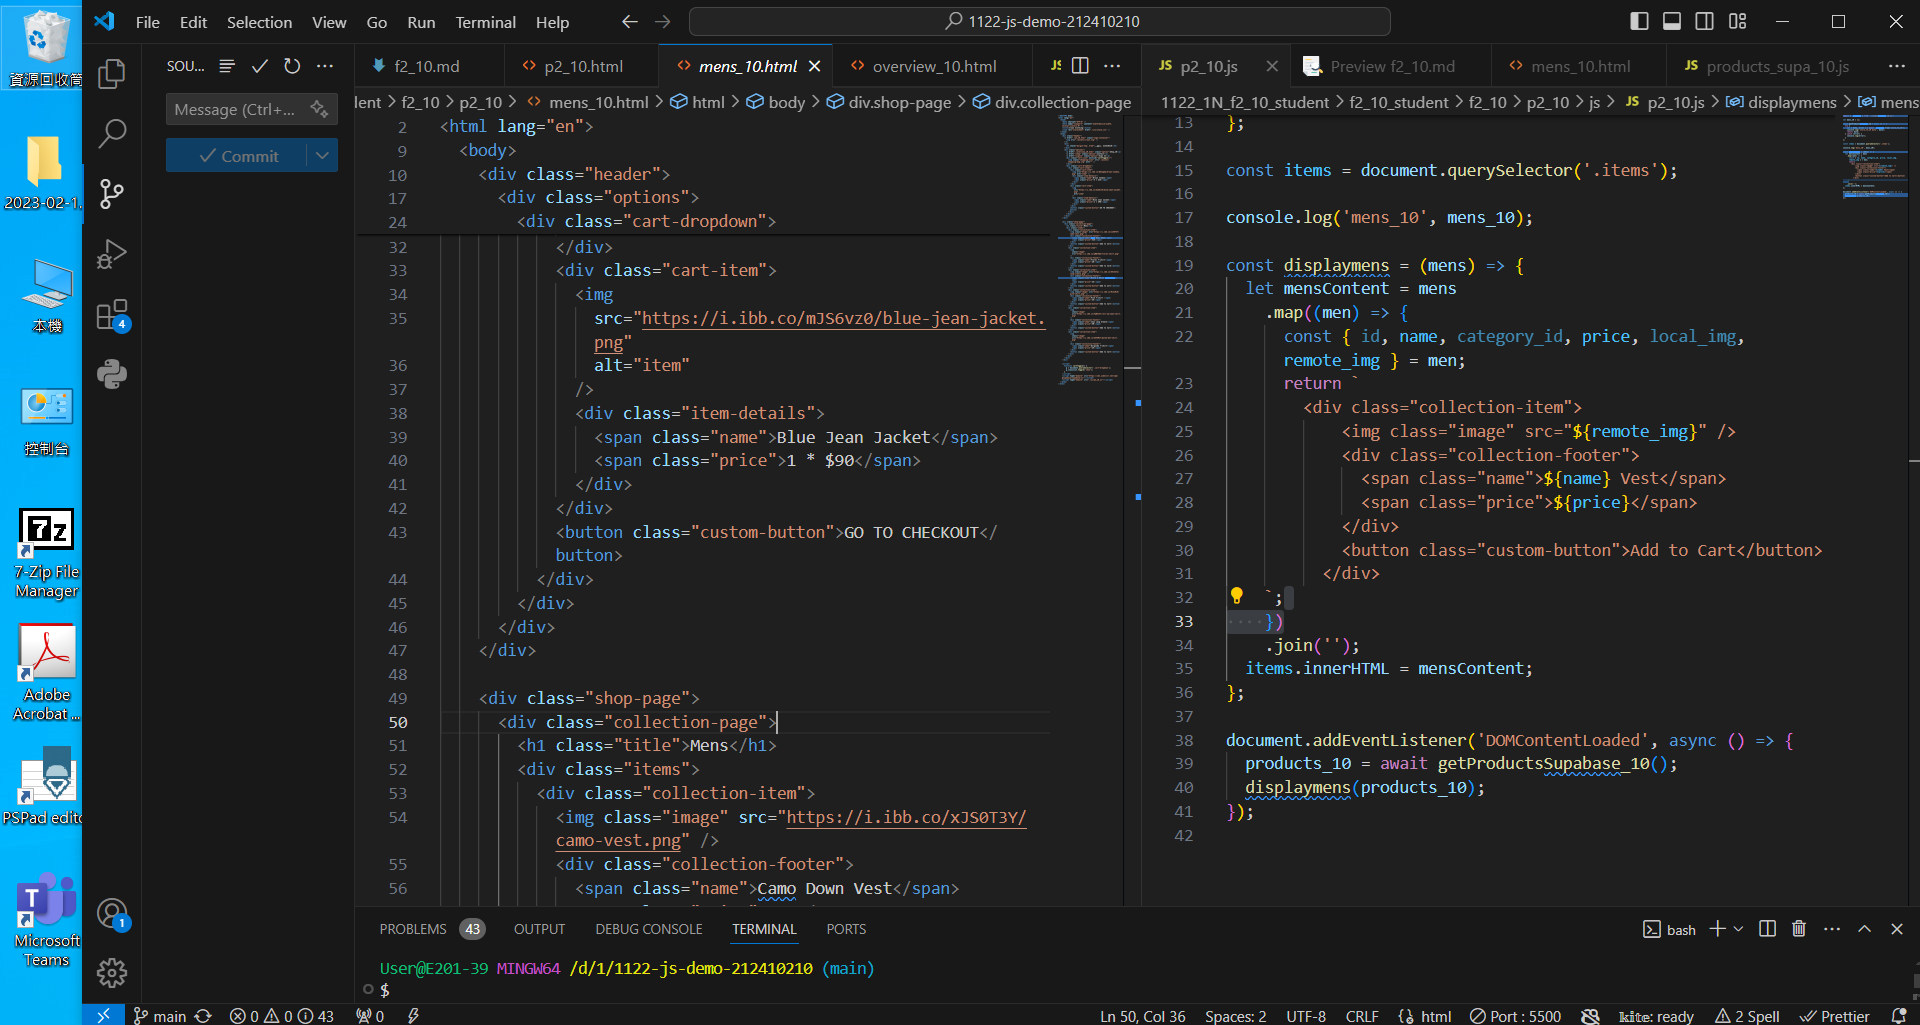 資源回收筒
2023-02-1...
本機
控制台
7-Zip File
Manager
Adobe
Acrobat ...
PSPad edito
Microsoft
Teams
File Edit Selection View Go Run Terminal Help
1122-js-demo-212410210
SOU...
Message (Ctrl+...
Commit
4
1
f2_10.md
p2_10.html
mens_10.html
overview_10.html
JS
lent > f2_10 > p2_10 > mens_10.html > html > body > div.shop-page > div.collection-page
2 <html lang="en">
9 <body>
10 <div class="header">
17 <div class="options">
24 <div class="cart-dropdown">
32 </div>
33 <div class="cart-item">
34 <img
35 src="https://i.ibb.co/mJS6vz0/blue-jean-jacket.
png"
36 alt="item"
37 />
38 <div class="item-details">
39 <span class="name">Blue Jean Jacket</span>
40 <span class="price">1 * $90</span>
41 </div>
42 </div>
43 <button class="custom-button">GO TO CHECKOUT</
button>
44 </div>
45 </div>
46 </div>
47 </div>
48
49 <div class="shop-page">
50 <div class="collection-page">
51 <h1 class="title">Mens</h1>
52 <div class="items">
53 <div class="collection-item">
54 <img class="image" src="https://i.ibb.co/xJS0T3Y/
camo-vest.png" />
55 <div class="collection-footer">
56 <span class="name">Camo Down Vest</span>
JS p2_10.js
Preview f2_10.md
mens_10.html
JS products_supa_10.js
1122_1N_f2_10_student > f2_10_student > f2_10 > p2_10 > js > JS p2_10.js > displaymens > mens
13 };
14
15 const items = document.querySelector('.items');
16
17 console.log('mens_10', mens_10);
18
19 const displaymens = (mens) => {
20 let mensContent = mens
21 .map((men) => {
22 const { id, name, category_id, price, local_img,
remote_img } = men;
23 return `
24 <div class="collection-item">
25 <img class="image" src="${remote_img}" />
26 <div class="collection-footer">
27 <span class="name">${name} Vest</span>
28 <span class="price">${price}</span>
29 </div>
30 <button class="custom-button">Add to Cart</button>
31 </div>
32 `;
33 })
34 .join('');
35 items.innerHTML = mensContent;
36 };
37
38 document.addEventListener('DOMContentLoaded', async () => {
39 products_10 = await getProductsSupabase_10();
40 displaymens(products_10);
41 });
42
PROBLEMS 43 OUTPUT DEBUG CONSOLE TERMINAL PORTS
bash
User@E201-39 MINGW64 /d/1/1122-js-demo-212410210 (main)
$
main 0 0 43 0
Ln 50, Col 36 Spaces: 2 UTF-8 CRLF html Port : 5500 kite: ready 2 Spell Prettier